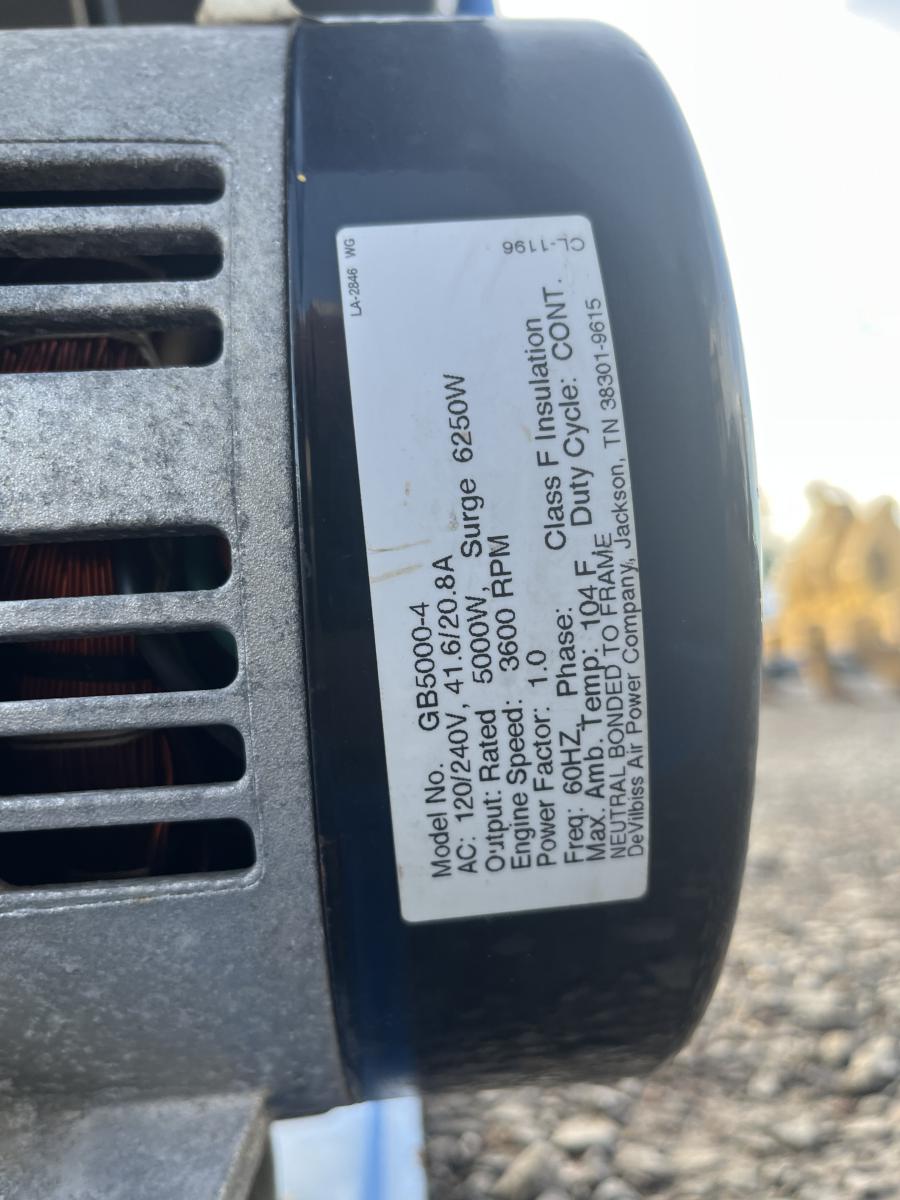 LA-2846 WG
Model No. GB5000-4
AC: 120/240V, 41.6/20.8A
Output: Rated 5000W, Surge 6250W
Engine Speed: 3600 RPM
Power Factor: 1.0
Freq: 60HZ Phase: Class F Insulation
Max. Amb. Temp: 104 F Duty Cycle: CONT.
NEUTRAL BONDED TO FRAME
DeVilbiss Air Power Company, Jackson, TN 38301-9615
CL-1196